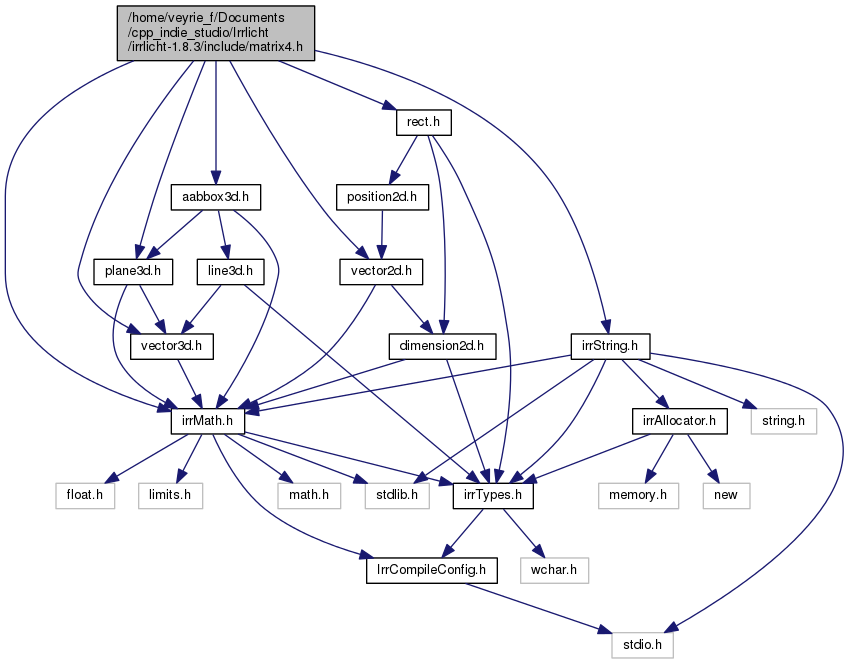 /home/veyrie_f/Documents
/cpp_indie_studio/Irrlicht
/irrlicht-1.8.3/include/matrix4.h
rect.h
aabbox3d.h
position2d.h
plane3d.h
line3d.h
vector2d.h
vector3d.h
dimension2d.h
irrString.h
irrMath.h
irrAllocator.h
string.h
float.h
limits.h
math.h
stdlib.h
irrTypes.h
memory.h
new
IrrCompileConfig.h
wchar.h
stdio.h